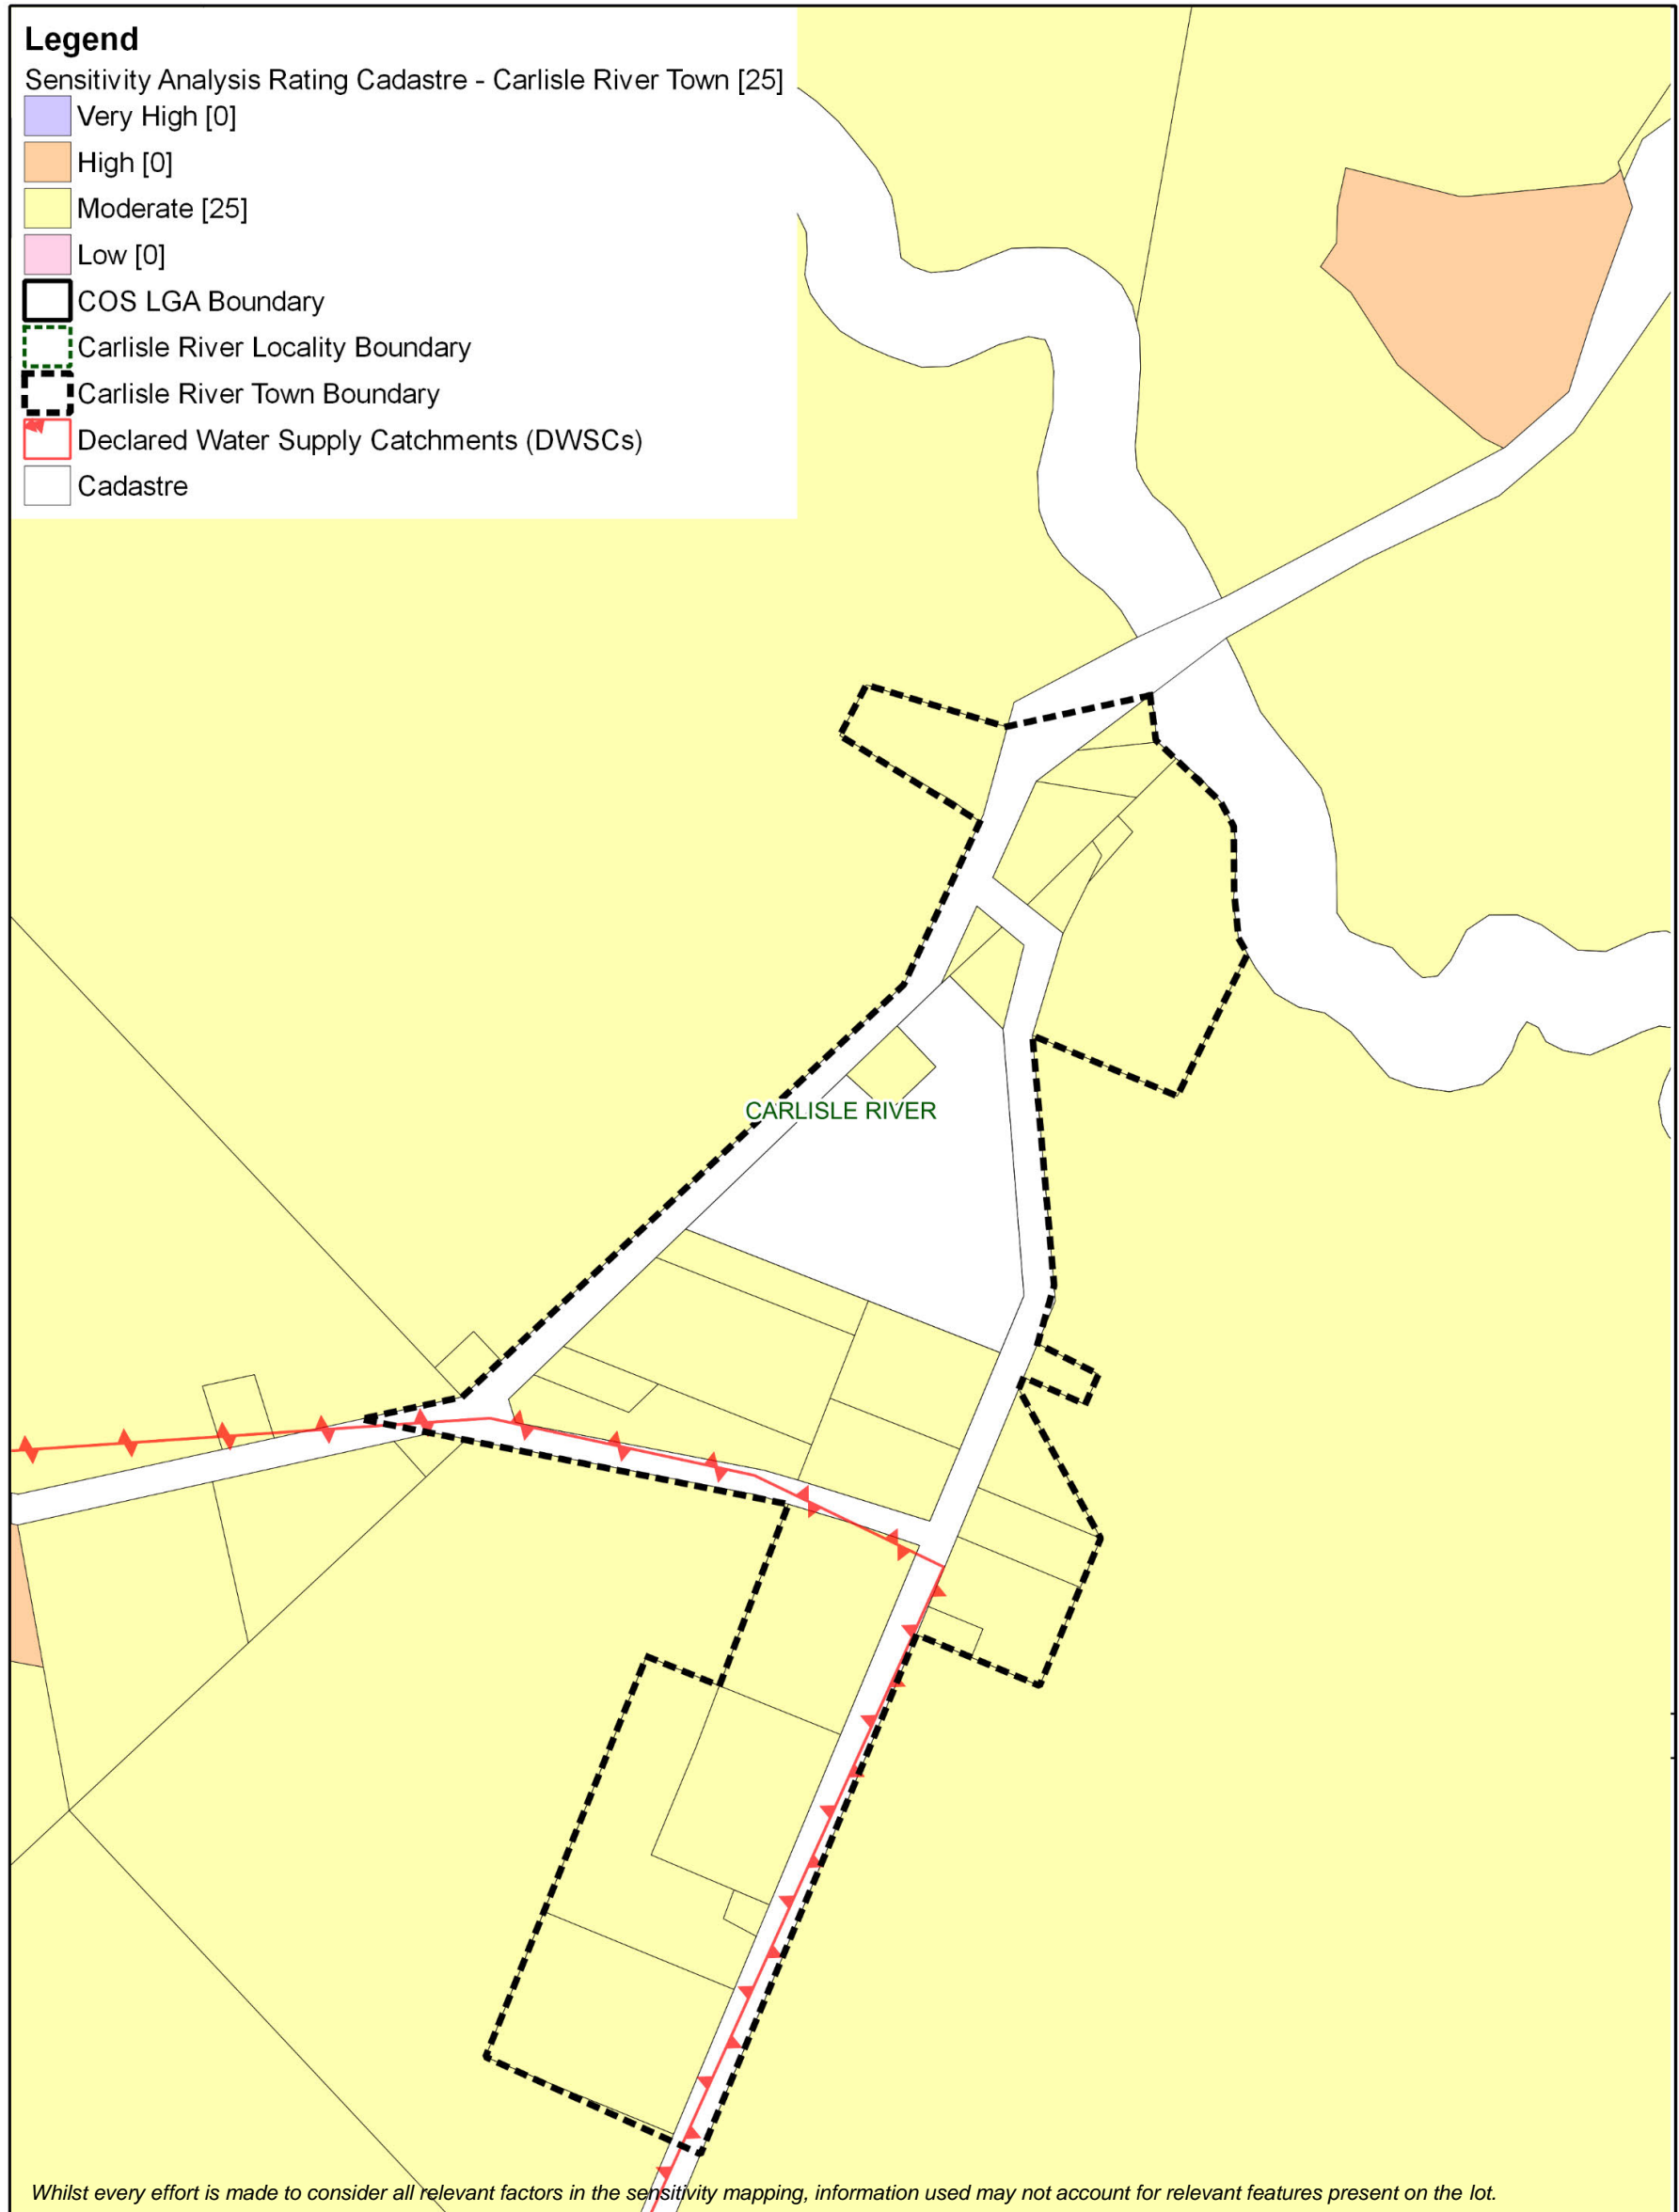 Legend
Sensitivity Analysis Rating Cadastre - Carlisle River Town [25]
Very High [0]
High [0]
Moderate [25]
Low [0]
COS LGA Boundary
Carlisle River Locality Boundary
Carlisle River Town Boundary
Declared Water Supply Catchments (DWSCs)
Cadastre
CARLISLE RIVER
Whilst every effort is made to consider all relevant factors in the sensitivity mapping, information used may not account for relevant features present on the lot.